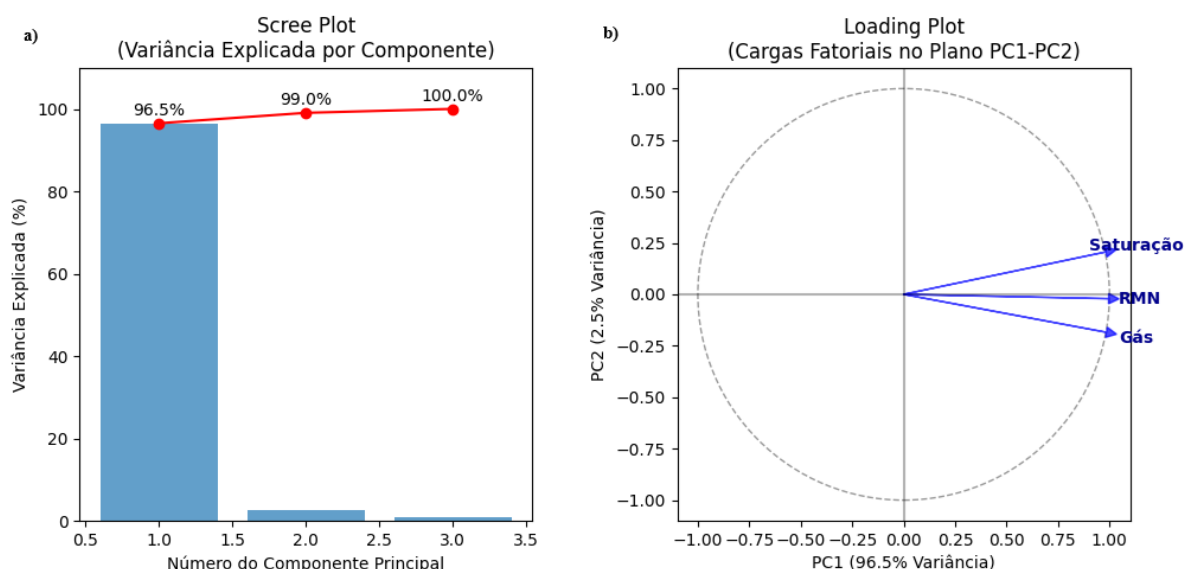 a)
Scree Plot
(Variância Explicada por Componente)
96.5%
99.0%
100.0%
100
80
60
40
20
0
Variância Explicada (%)
0.5
1.0
1.5
2.0
2.5
3.0
3.5
Número do Componente Principal
b)
Loading Plot
(Cargas Fatoriais no Plano PC1-PC2)
1.00
0.75
0.50
0.25
0.00
−0.25
−0.50
−0.75
−1.00
PC2 (2.5% Variância)
Saturação
RMN
Gás
−1.00
−0.75
−0.50
−0.25
0.00
0.25
0.50
0.75
1.00
PC1 (96.5% Variância)